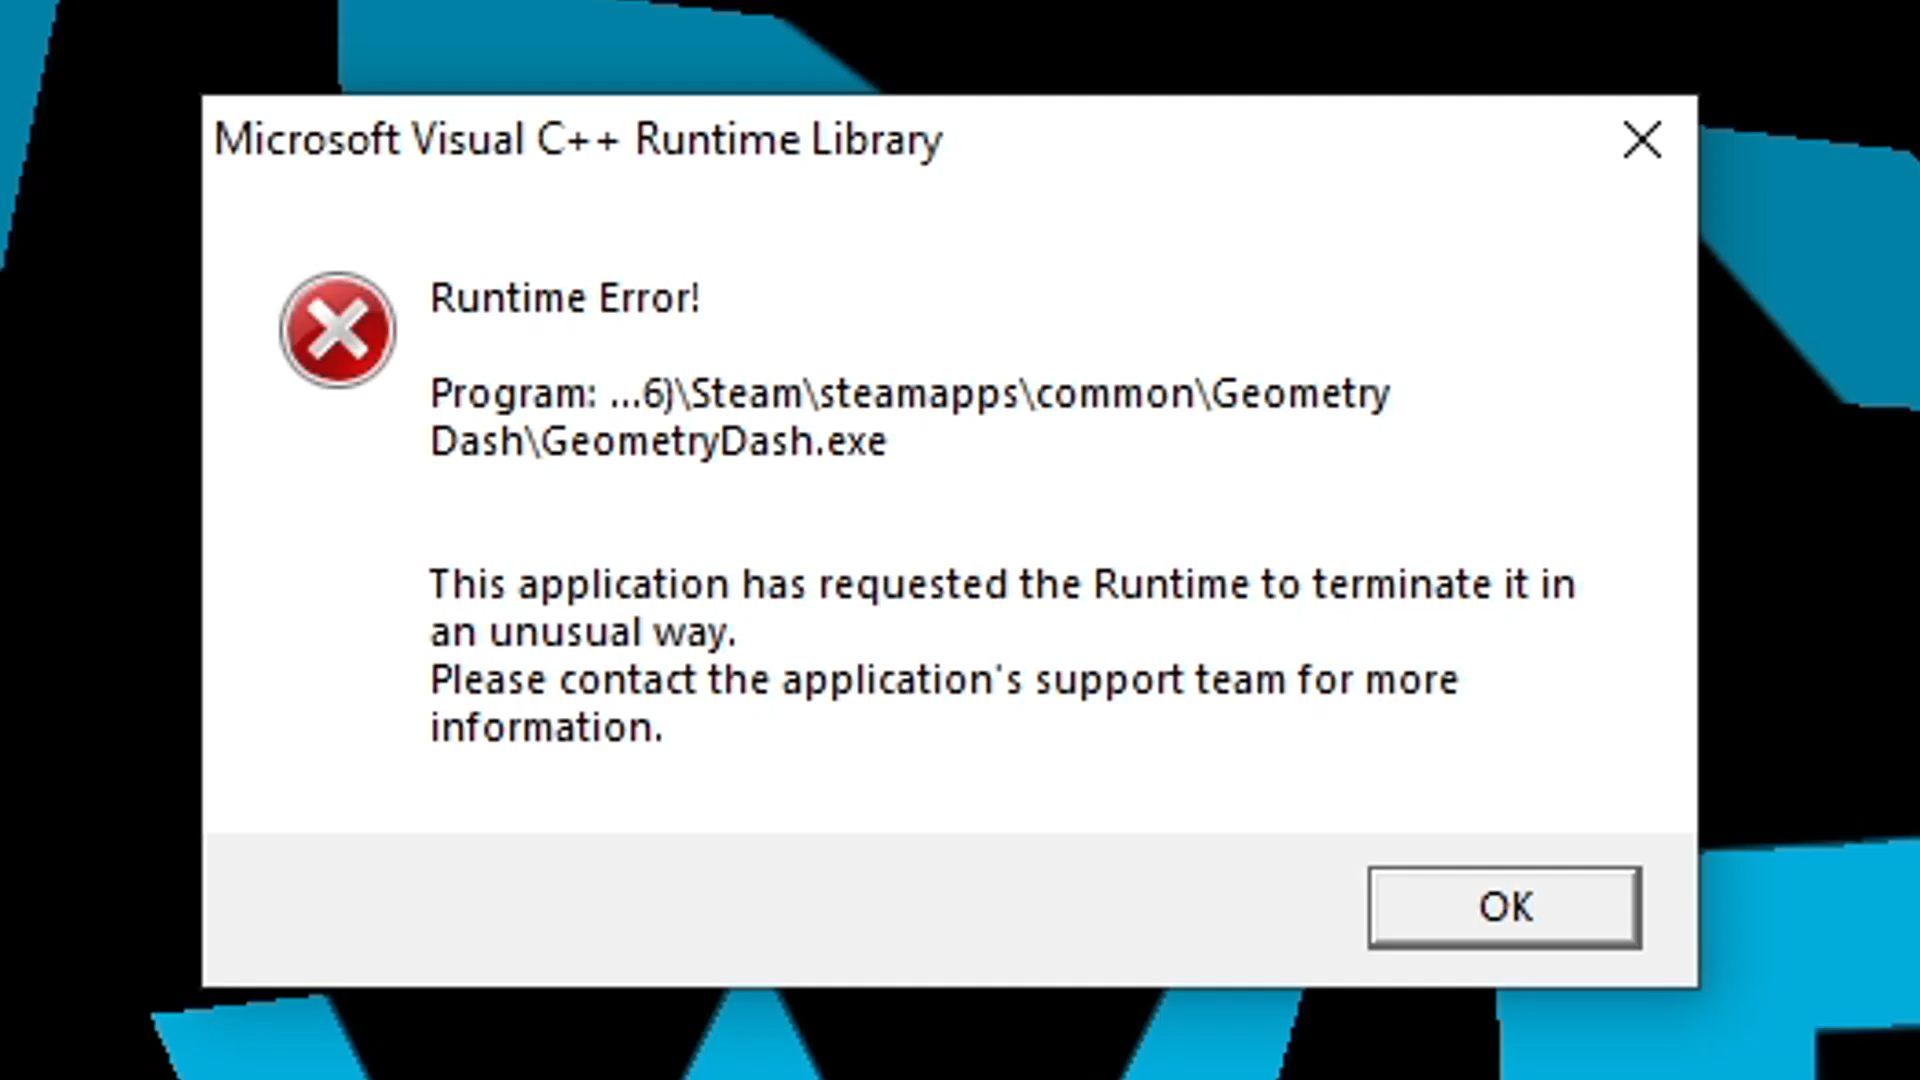 Microsoft Visual C++ Runtime Library
Runtime Error!
Program: ...6)\Steam\steamapps\common\Geometry
Dash\GeometryDash.exe
This application has requested the Runtime to terminate it in
an unusual way.
Please contact the application's support team for more
information.
OK